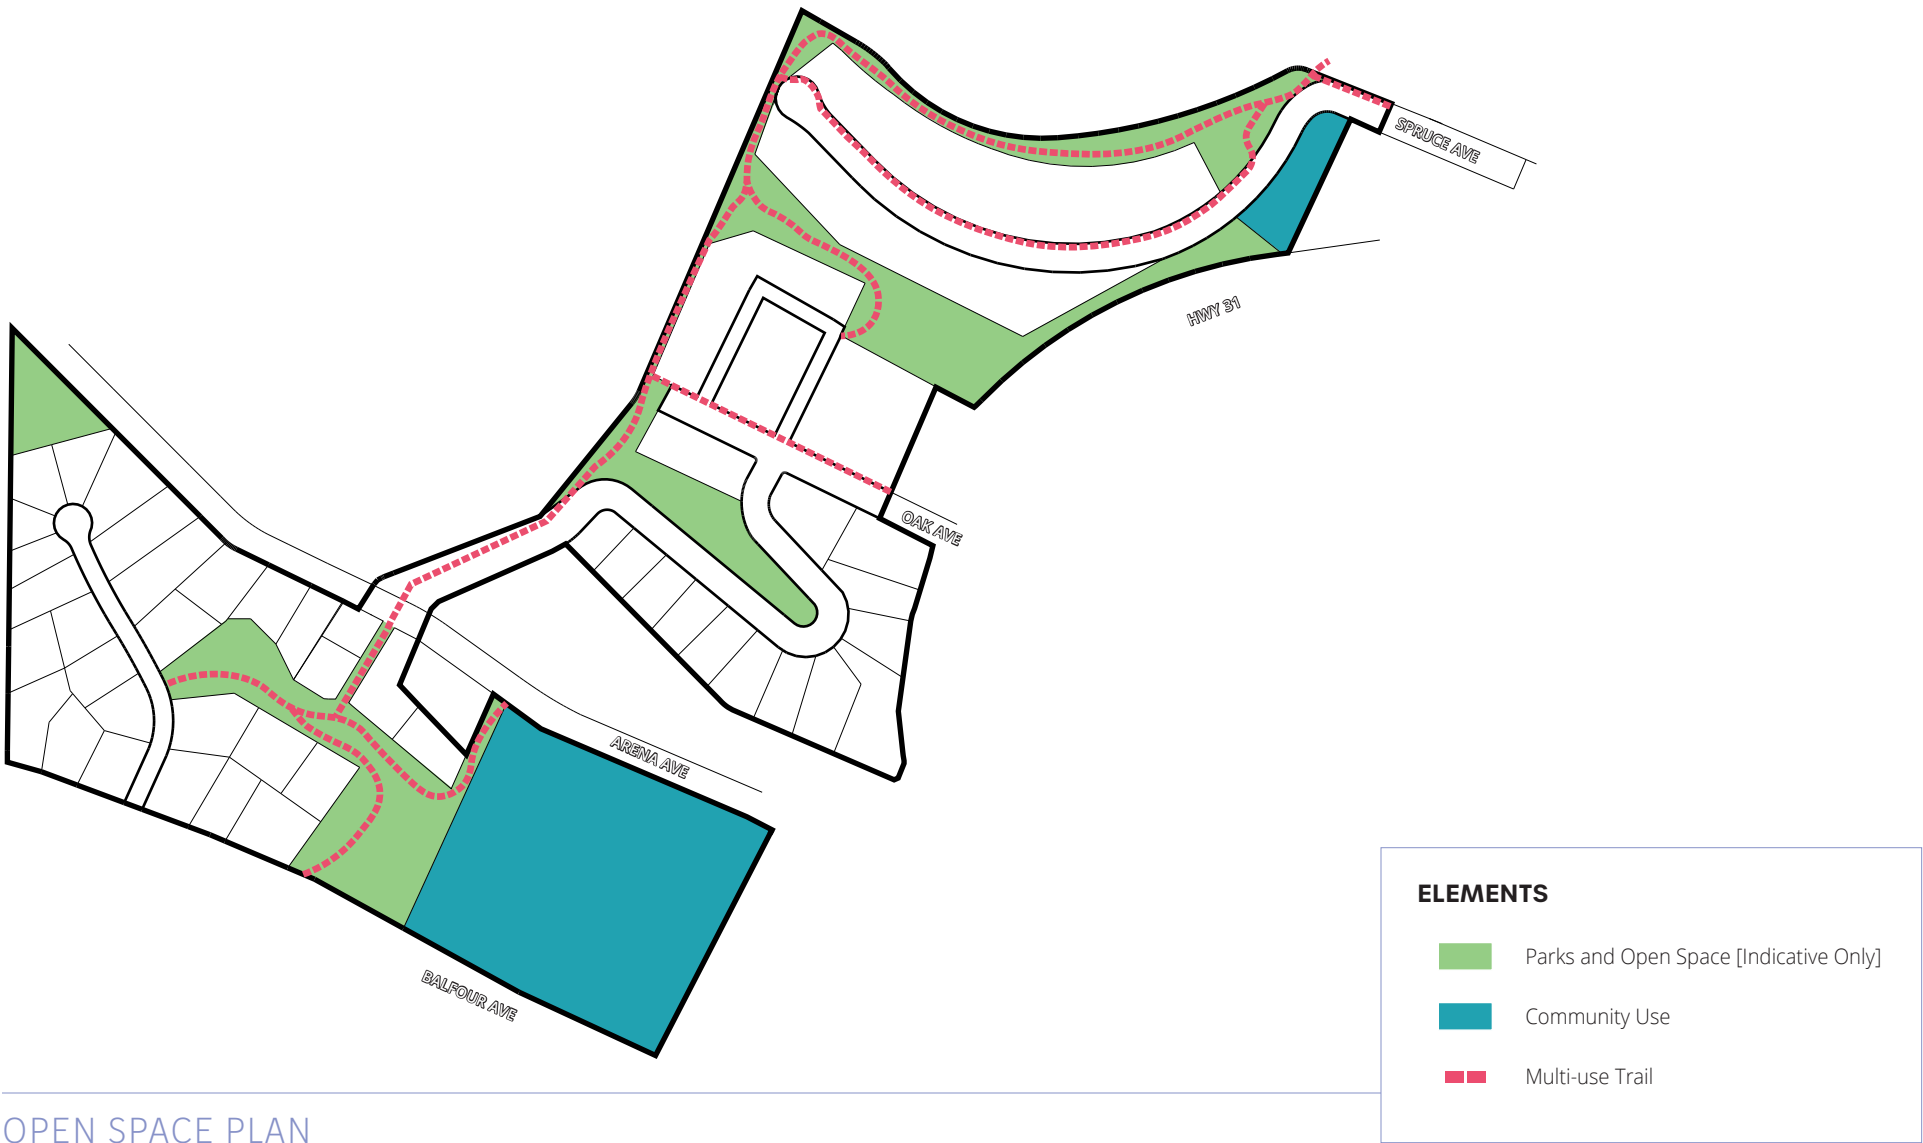 SPRUCE AVE
HWY 31
OAK AVE
ARENA AVE
BALFOUR AVE
ELEMENTS
Parks and Open Space [Indicative Only]
Community Use
Multi-use Trail
OPEN SPACE PLAN